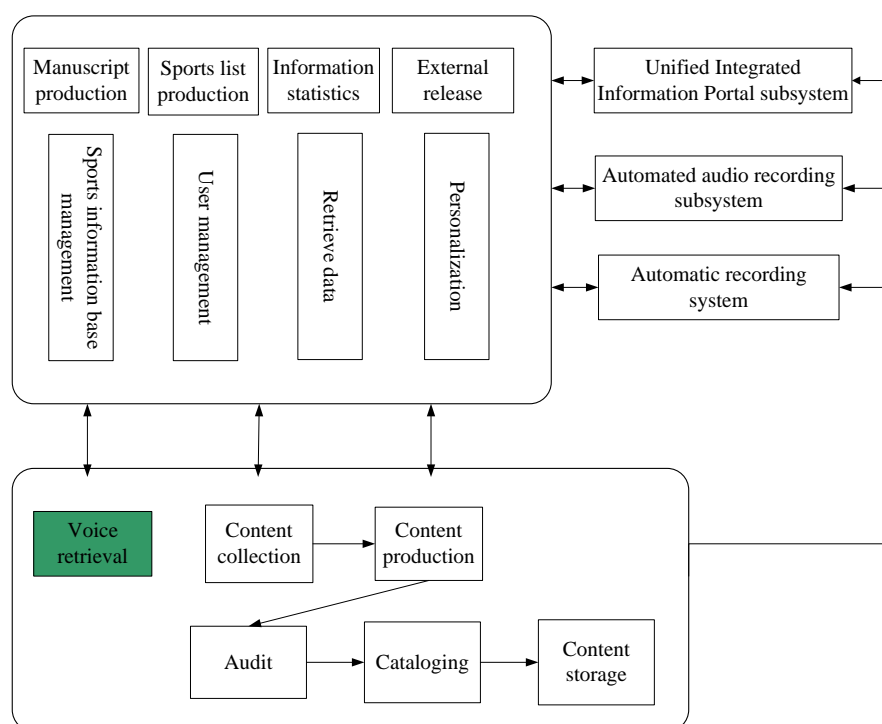 Manuscript
production
Sports list
production
Information
statistics
External
release
Unified Integrated
Information Portal subsystem
Sports information base
management
User management
Retrieve data
Personalization
Automated audio recording
subsystem
Automatic recording
system
Voice
retrieval
Content
collection
Content
production
Audit
Cataloging
Content
storage